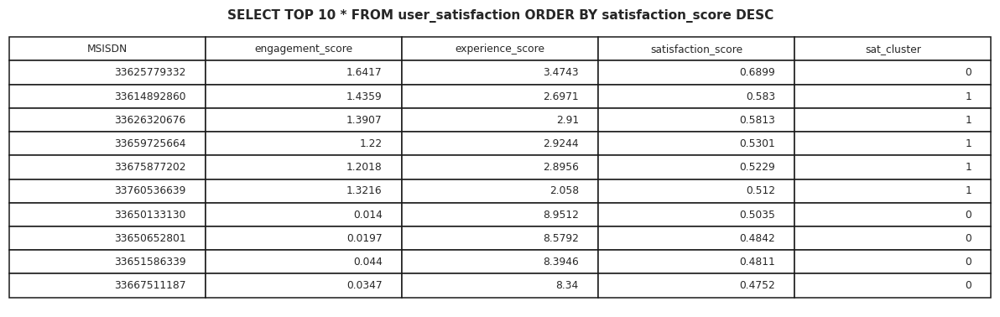 SELECT TOP 10 * FROM user_satisfaction ORDER BY satisfaction_score DESC
MSISDN engagement_score experience_score satisfaction_score sat_cluster
33625779332 1.6417 3.4743 0.6899 0
33614892860 1.4359 2.6971 0.583 1
33626320676 1.3907 2.91 0.5813 1
33659725664 1.22 2.9244 0.5301 1
33675877202 1.2018 2.8956 0.5229 1
33760536639 1.3216 2.058 0.512 1
33650133130 0.014 8.9512 0.5035 0
33650652801 0.0197 8.5792 0.4842 0
33651586339 0.044 8.3946 0.4811 0
33667511187 0.0347 8.34 0.4752 0